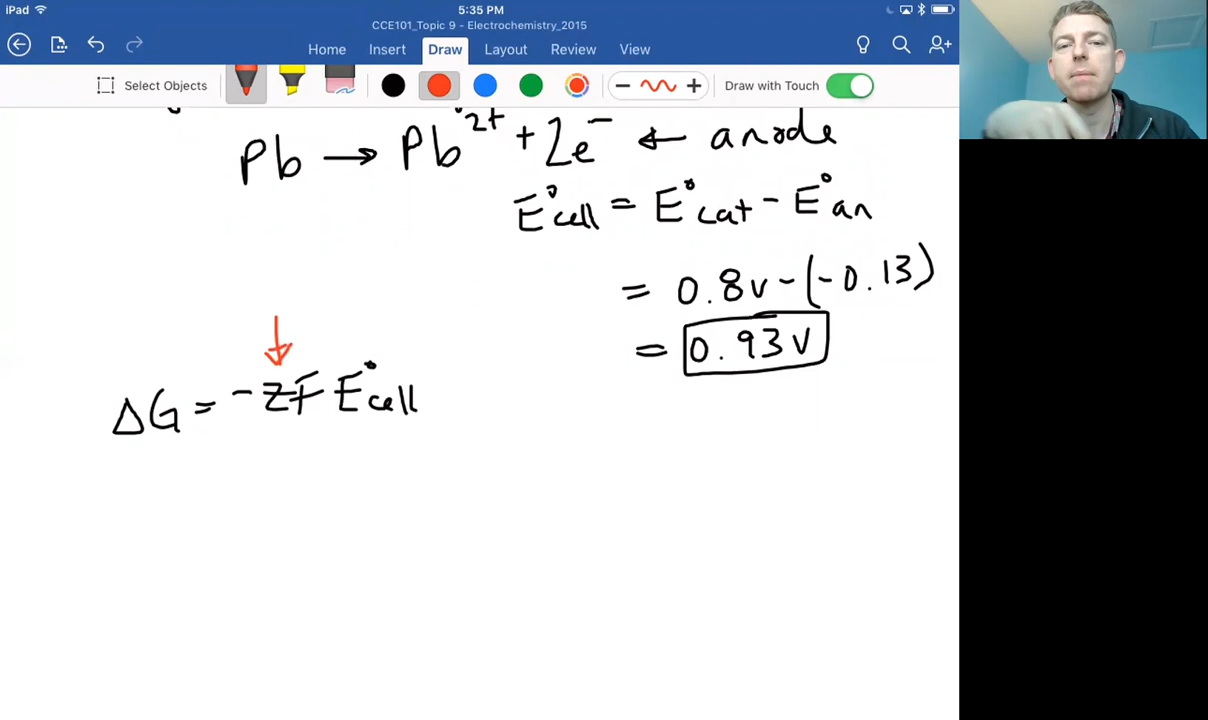 iPad 5:35 PM
CCE101_Topic 9 - Electrochemistry_2015
Home Insert Draw Layout Review View
Select Objects Draw with Touch
Pb → Pb²⁺ + 2e⁻ ← anode
E°cell = E°cat - E°an
= 0.8v - (-0.13)
= 0.93V
ΔG = -zF E°cell